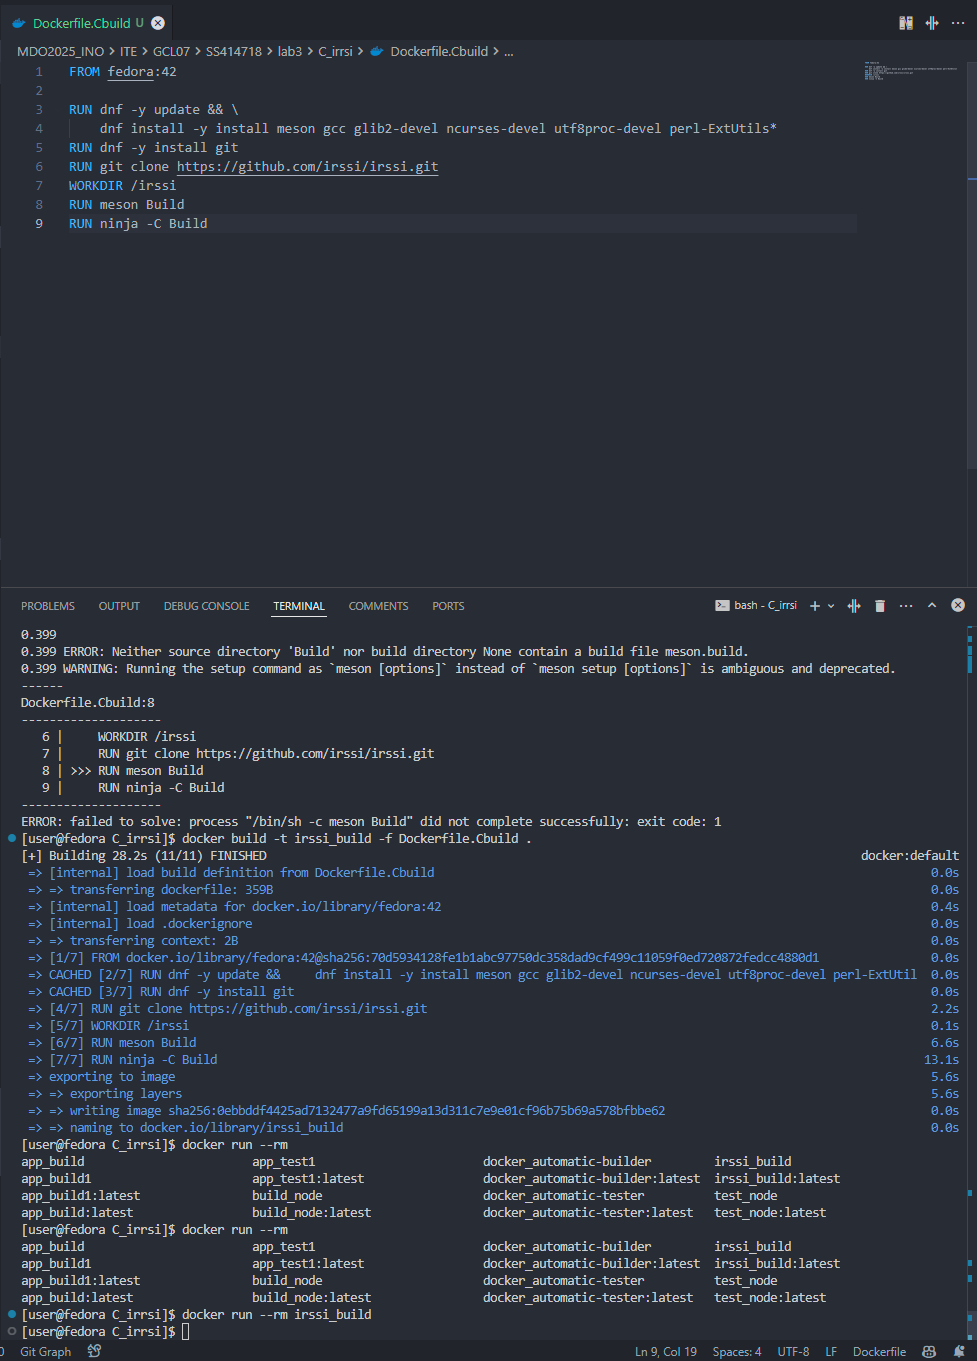 Dockerfile.Cbuild U
MDO2025_INO > ITE > GCL07 > SS414718 > lab3 > C_irrsi > Dockerfile.Cbuild > ...
1 FROM fedora:42
2
3 RUN dnf -y update && \
4 dnf install -y install meson gcc glib2-devel ncurses-devel utf8proc-devel perl-ExtUtils*
5 RUN dnf -y install git
6 RUN git clone https://github.com/irssi/irssi.git
7 WORKDIR /irssi
8 RUN meson Build
9 RUN ninja -C Build
PROBLEMS OUTPUT DEBUG CONSOLE TERMINAL COMMENTS PORTS bash - C_irrsi
0.399
0.399 ERROR: Neither source directory 'Build' nor build directory None contain a build file meson.build.
0.399 WARNING: Running the setup command as `meson [options]` instead of `meson setup [options]` is ambiguous and deprecated.
------
Dockerfile.Cbuild:8
--------------------
6 | WORKDIR /irssi
7 | RUN git clone https://github.com/irssi/irssi.git
8 | >>> RUN meson Build
9 | RUN ninja -C Build
--------------------
ERROR: failed to solve: process "/bin/sh -c meson Build" did not complete successfully: exit code: 1
[user@fedora C_irrsi]$ docker build -t irssi_build -f Dockerfile.Cbuild .
[+] Building 28.2s (11/11) FINISHED docker:default
=> [internal] load build definition from Dockerfile.Cbuild 0.0s
=> => transferring dockerfile: 359B 0.0s
=> [internal] load metadata for docker.io/library/fedora:42 0.4s
=> [internal] load .dockerignore 0.0s
=> => transferring context: 2B 0.0s
=> [1/7] FROM docker.io/library/fedora:42@sha256:70d5934128fe1b1abc97750dc358dad9cf499c11059f0ed720872fedcc4880d1 0.0s
=> CACHED [2/7] RUN dnf -y update && dnf install -y install meson gcc glib2-devel ncurses-devel utf8proc-devel perl-ExtUtil 0.0s
=> CACHED [3/7] RUN dnf -y install git 0.0s
=> [4/7] RUN git clone https://github.com/irssi/irssi.git 2.2s
=> [5/7] WORKDIR /irssi 0.1s
=> [6/7] RUN meson Build 6.6s
=> [7/7] RUN ninja -C Build 13.1s
=> exporting to image 5.6s
=> => exporting layers 5.6s
=> => writing image sha256:0ebbddf4425ad7132477a9fd65199a13d311c7e9e01cf96b75b69a578bfbbe62 0.0s
=> => naming to docker.io/library/irssi_build 0.0s
[user@fedora C_irrsi]$ docker run --rm
app_build app_test1 docker_automatic-builder irssi_build
app_build1 app_test1:latest docker_automatic-builder:latest irssi_build:latest
app_build1:latest build_node docker_automatic-tester test_node
app_build:latest build_node:latest docker_automatic-tester:latest test_node:latest
[user@fedora C_irrsi]$ docker run --rm
app_build app_test1 docker_automatic-builder irssi_build
app_build1 app_test1:latest docker_automatic-builder:latest irssi_build:latest
app_build1:latest build_node docker_automatic-tester test_node
app_build:latest build_node:latest docker_automatic-tester:latest test_node:latest
[user@fedora C_irrsi]$ docker run --rm irssi_build
[user@fedora C_irrsi]$
0 Git Graph Ln 9, Col 19 Spaces: 4 UTF-8 LF Dockerfile